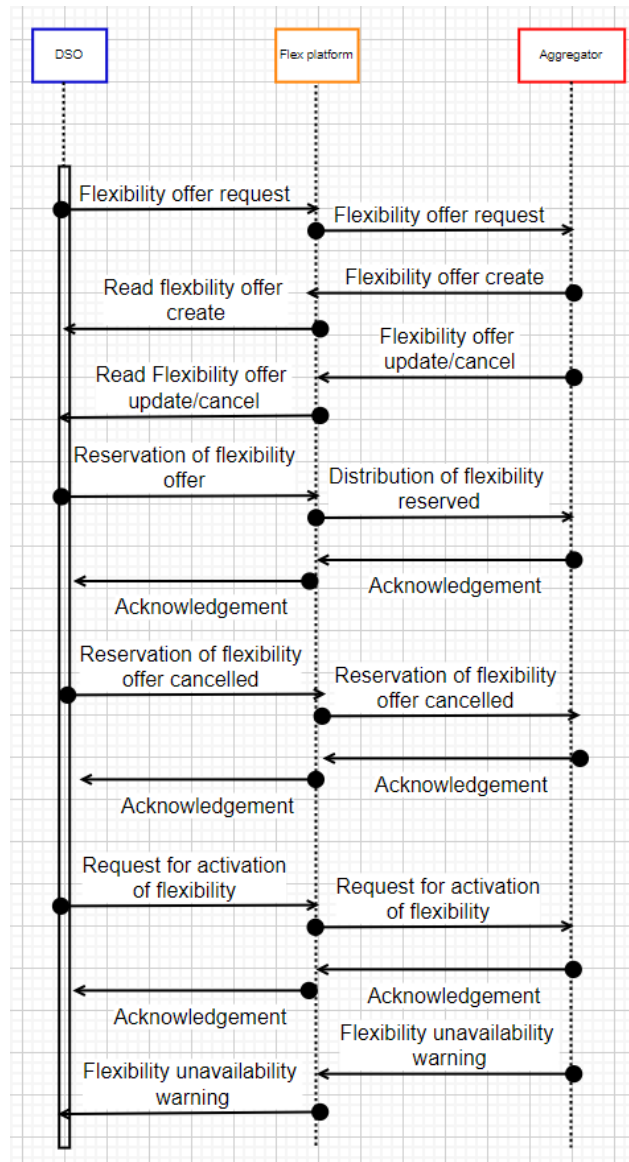 DSO
Flex platform
Aggregator
Flexibility offer request
Flexibility offer request
Flexibility offer create
Read flexbility offer
create
Flexibility offer
update/cancel
Read Flexibility offer
update/cancel
Reservation of flexibility
offer
Distribution of flexibility
reserved
Acknowledgement
Acknowledgement
Reservation of flexibility
offer cancelled
Reservation of flexibility
offer cancelled
Acknowledgement
Acknowledgement
Request for activation
of flexibility
Request for activation
of flexibility
Acknowledgement
Acknowledgement
Flexibility unavailability
warning
Flexibility unavailability
warning